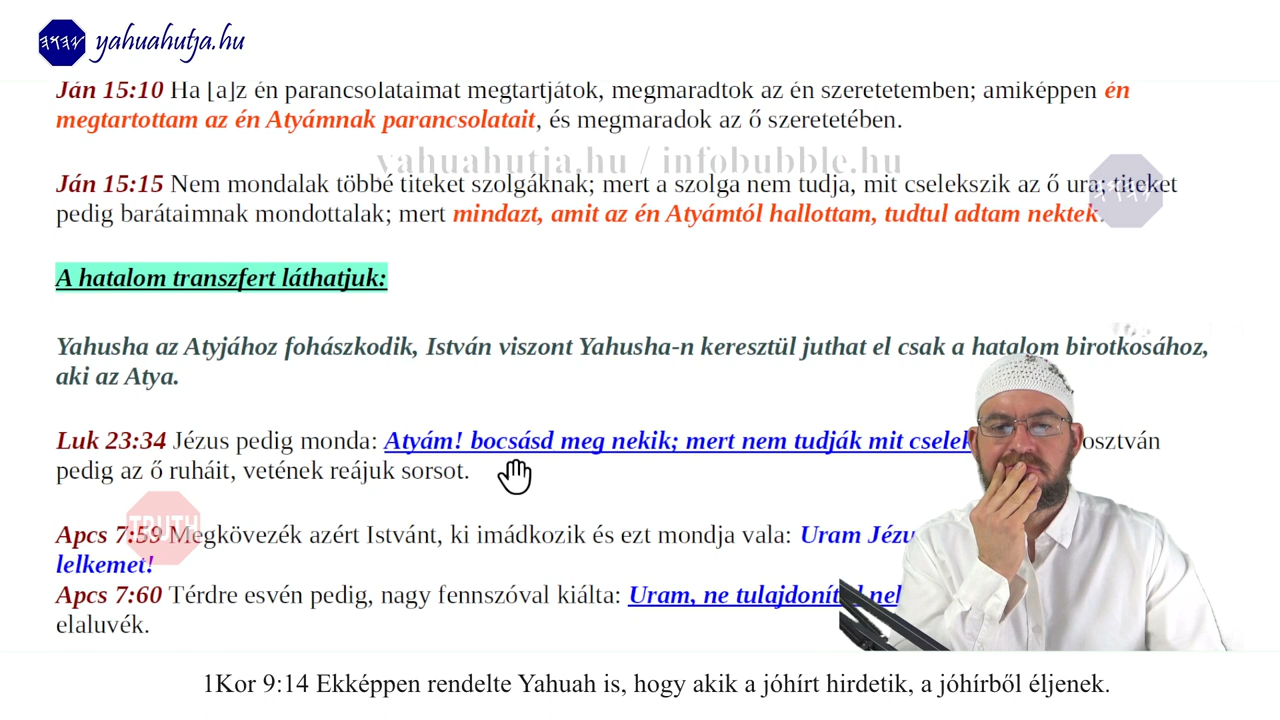 yahuahutja.hu
Ján 15:10 Ha [a]z én parancsolataimat megtartjátok, megmaradtok az én szeretetemben; amiképpen én
megtartottam az én Atyámnak parancsolatait, és megmaradok az ő szeretetében.
yahuahutja.hu / infobubble.hu
Ján 15:15 Nem mondalak többé titeket szolgáknak; mert a szolga nem tudja, mit cselekszik az ő ura; titeket
pedig barátaimnak mondottalak; mert mindazt, amit az én Atyámtól hallottam, tudtul adtam nektek.
A hatalom transzfert láthatjuk:
Yahusha az Atyjához fohászkodik, István viszont Yahusha-n keresztül juthat el csak a hatalom birotkosához,
aki az Atya.
Luk 23:34 Jézus pedig monda: Atyám! bocsásd meg nekik; mert nem tudják mit cselek osztván
pedig az ő ruháit, vetének reájuk sorsot.
TRUTH
Apcs 7:59 Megkövezék azért Istvánt, ki imádkozik és ezt mondja vala: Uram Jézu
lelkemet!
Apcs 7:60 Térdre esvén pedig, nagy fennszóval kiálta: Uram, ne
elaluvék.
1Kor 9:14 Ekképpen rendelte Yahuah is, hogy akik a jóhírt hirdetik, a jóhírből éljenek.